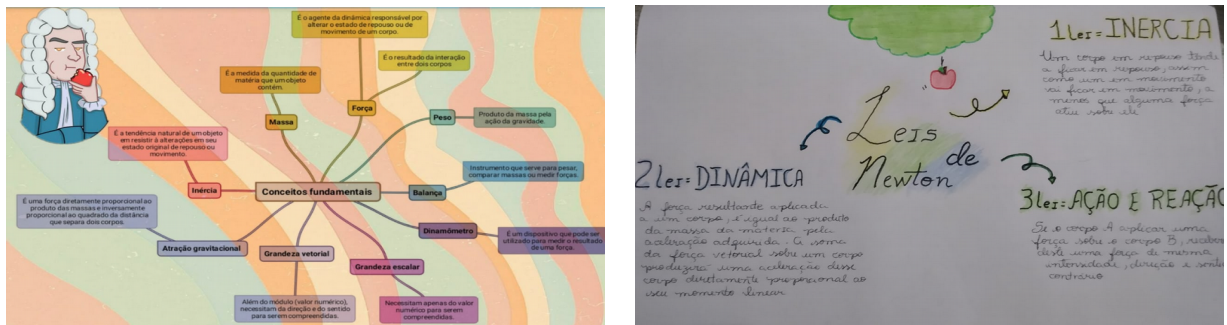 É o agente da dinâmica responsável por
alterar o estado de repouso ou de
movimento de um corpo.
É o resultado da interação
entre dois corpos
É a medida da quantidade de
matéria que um objeto
contém.
Força
Massa
Peso
Produto da massa pela
ação da gravidade.
É a tendência natural de um objeto
em resistir à alterações em seu
estado original de repouso ou
movimento.
Instrumento que serve para pesar,
comparar massas ou medir forças.
Inércia
Conceitos fundamentais
Balança
É uma força diretamente proporcional ao
produto das massas e inversamente
proporcional ao quadrado da distância
que separa dois corpos.
Dinamômetro
É um dispositivo que pode ser
utilizado para medir o resultado
de uma força.
Atração gravitacional
Grandeza vetorial
Grandeza escalar
Além do módulo (valor numérico),
necessitam da direção e do sentido
para serem compreendidas.
Necessitam apenas do valor
numérico para serem
compreendidas.
Leis
de
Newton
1 lei = INERCIA
Um corpo em repouso tende
a ficar em repouso, assim
como um em movimento
vai ficar em movimento, a
menos que alguma força
atue sobre ele
2 lei = DINÂMICA
A força resultante aplicada
a um corpo, é igual ao produto
da massa da materia pela
aceleração adquirida. A soma
da força vetorial sobre um corpo
produzirá uma aceleração desse
corpo diretamente proporcional ao
seu momento linear
3 lei = AÇÃO E REAÇÃO
Se o corpo A aplicar uma
força sobre o corpo B, receberá
deste uma força de mesma
intensidade, direção e
contrário